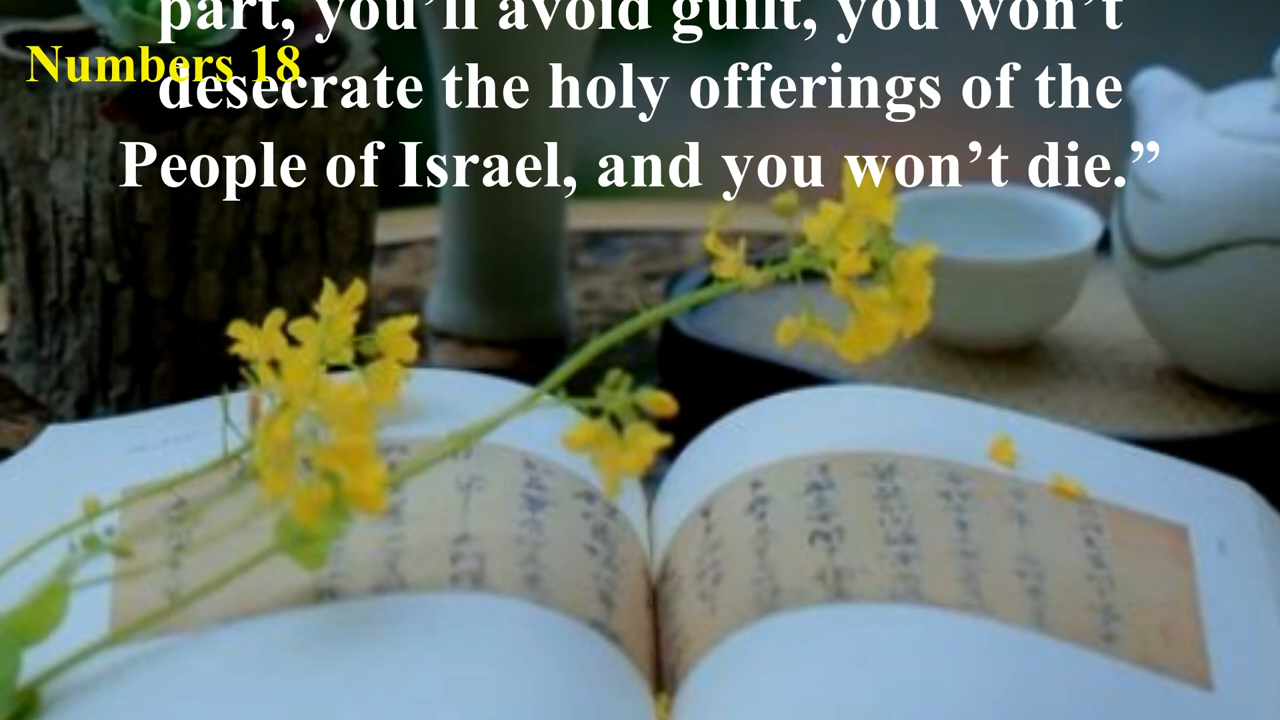 part, you’ll avoid guilt, you won’t
Numbers 18
desecrate the holy offerings of the
People of Israel, and you won’t die.”